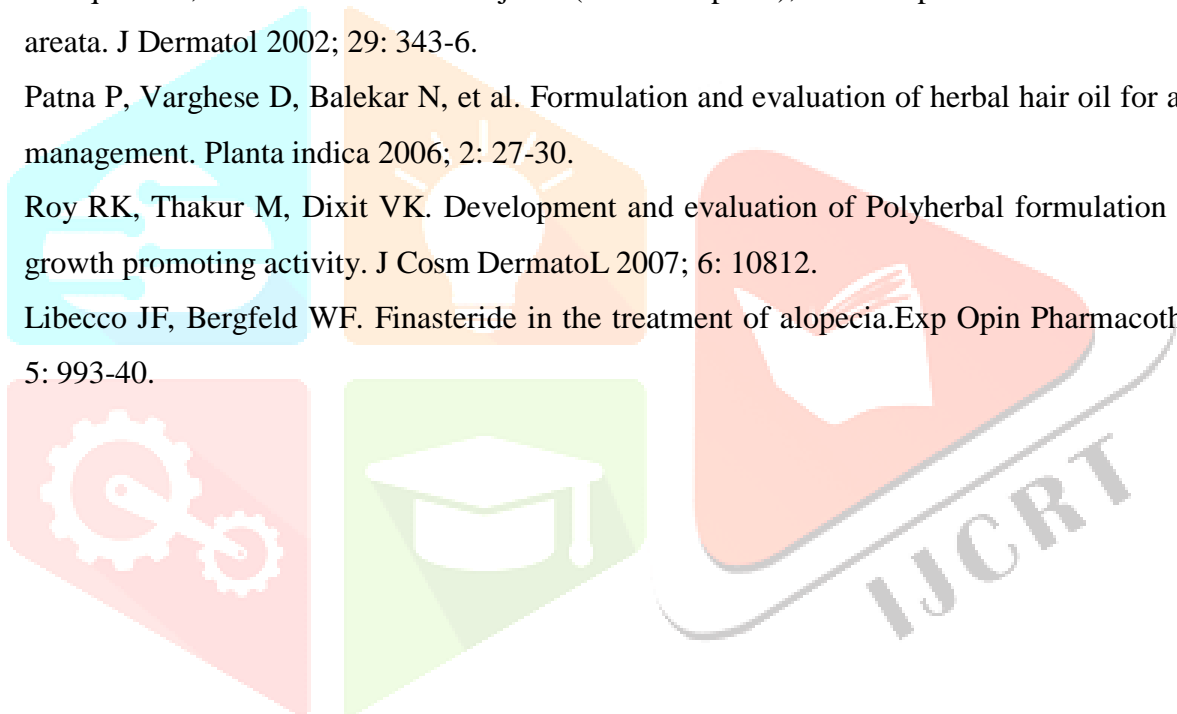 areata. J Dermatol 2002; 29: 343-6.
Patna P, Varghese D, Balekar N, et al. Formulation and evaluation of herbal hair oil for a
management. Planta indica 2006; 2: 27-30.
Roy RK, Thakur M, Dixit VK. Development and evaluation of Polyherbal formulation
growth promoting activity. J Cosm DermatoL 2007; 6: 10812.
Libecco JF, Bergfeld WF. Finasteride in the treatment of alopecia.Exp Opin Pharmacoth
5: 993-40.
IJCRT